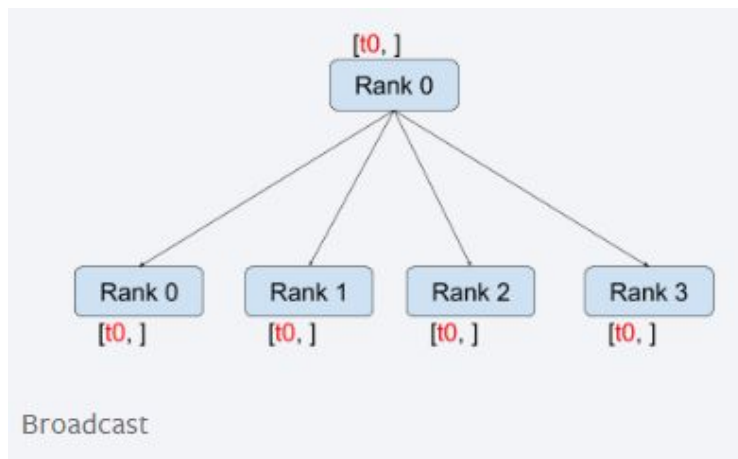 [t0, ]
Rank 0
Rank 0 Rank 1 Rank 2 Rank 3
[t0, ] [t0, ] [t0, ] [t0, ]
Broadcast